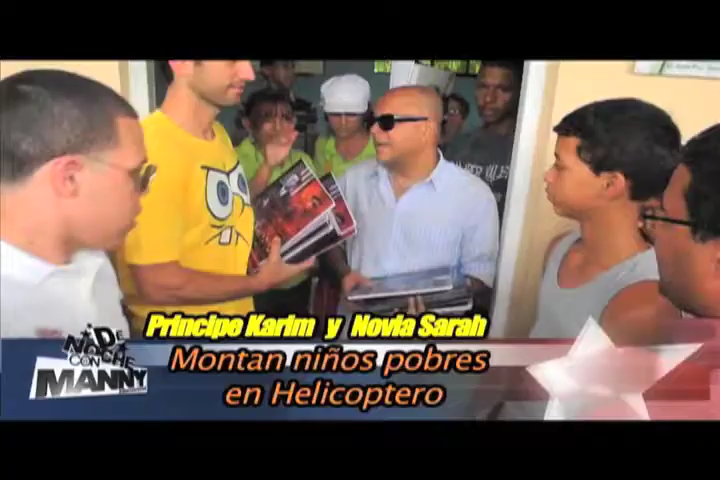 Principe Karim y Novia Sarah
Montan niños pobres
en Helicoptero
DE
NOCHE
CON
MANNY